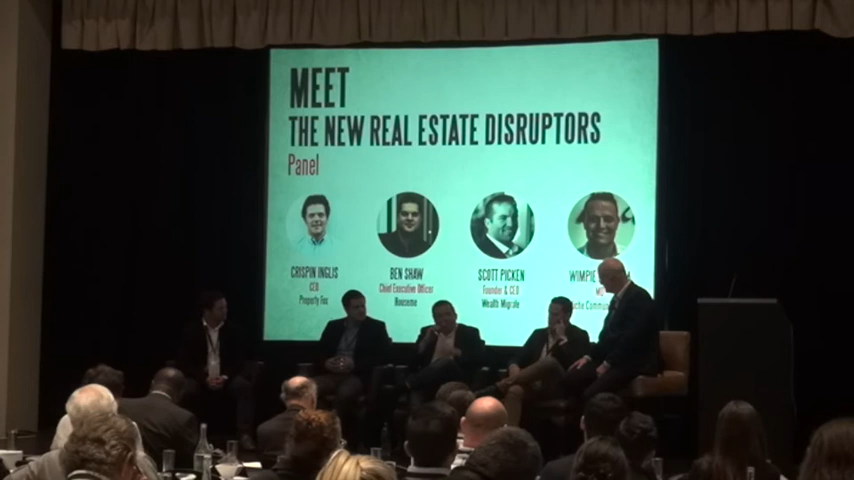 MEET
THE NEW REAL ESTATE DISRUPTORS
Panel
CRISPIN INGLIS
CEO
Property Fox
BEN SHAW
Chief Executive Officer
SCOTT PICKEN
Founder & CEO
Wealth Migrate
WIMPIE